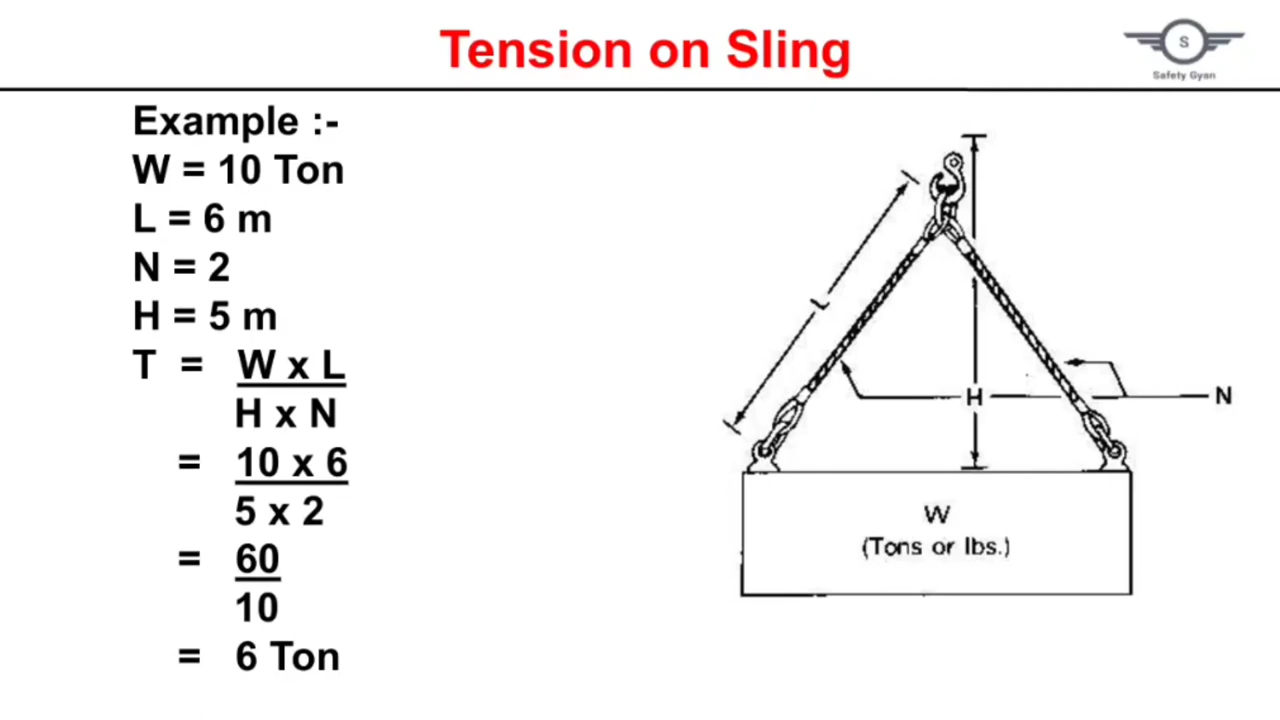 Tension on Sling
S
Safety Gyan
Example :-
W = 10 Ton
L = 6 m
N = 2
H = 5 m
T = W x L
H x N
= 10 x 6
5 x 2
= 60
10
= 6 Ton
L
H
N
W
(Tons or lbs.)